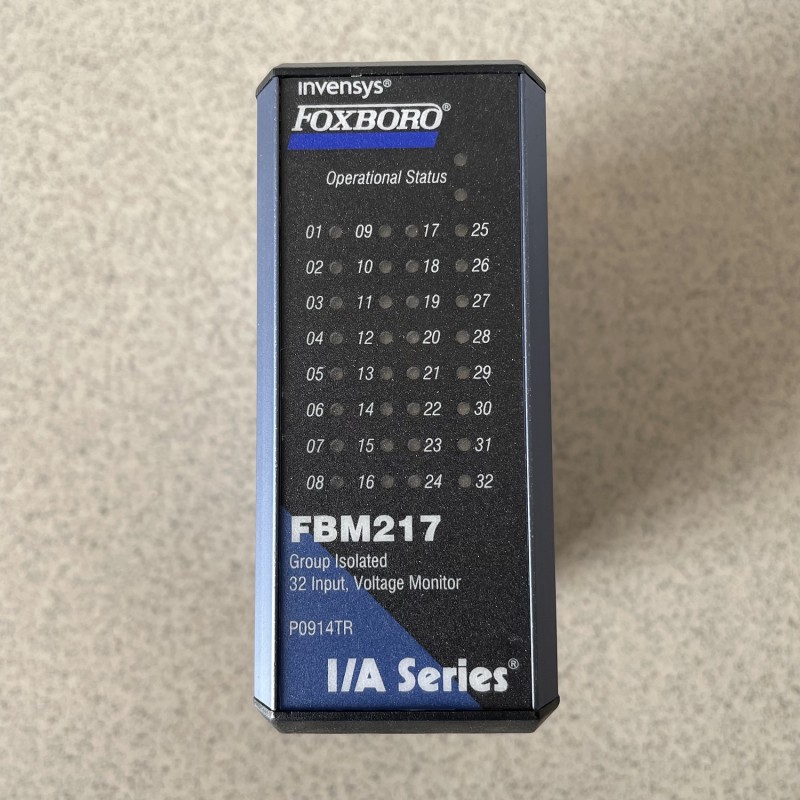 invensys®
FOXBORO®
Operational Status
01 09 17 25
02 10 18 26
03 11 19 27
04 12 20 28
05 13 21 29
06 14 22 30
07 15 23 31
08 16 24 32
FBM217
Group Isolated
32 Input, Voltage Monitor
P0914TR
I/A Series®